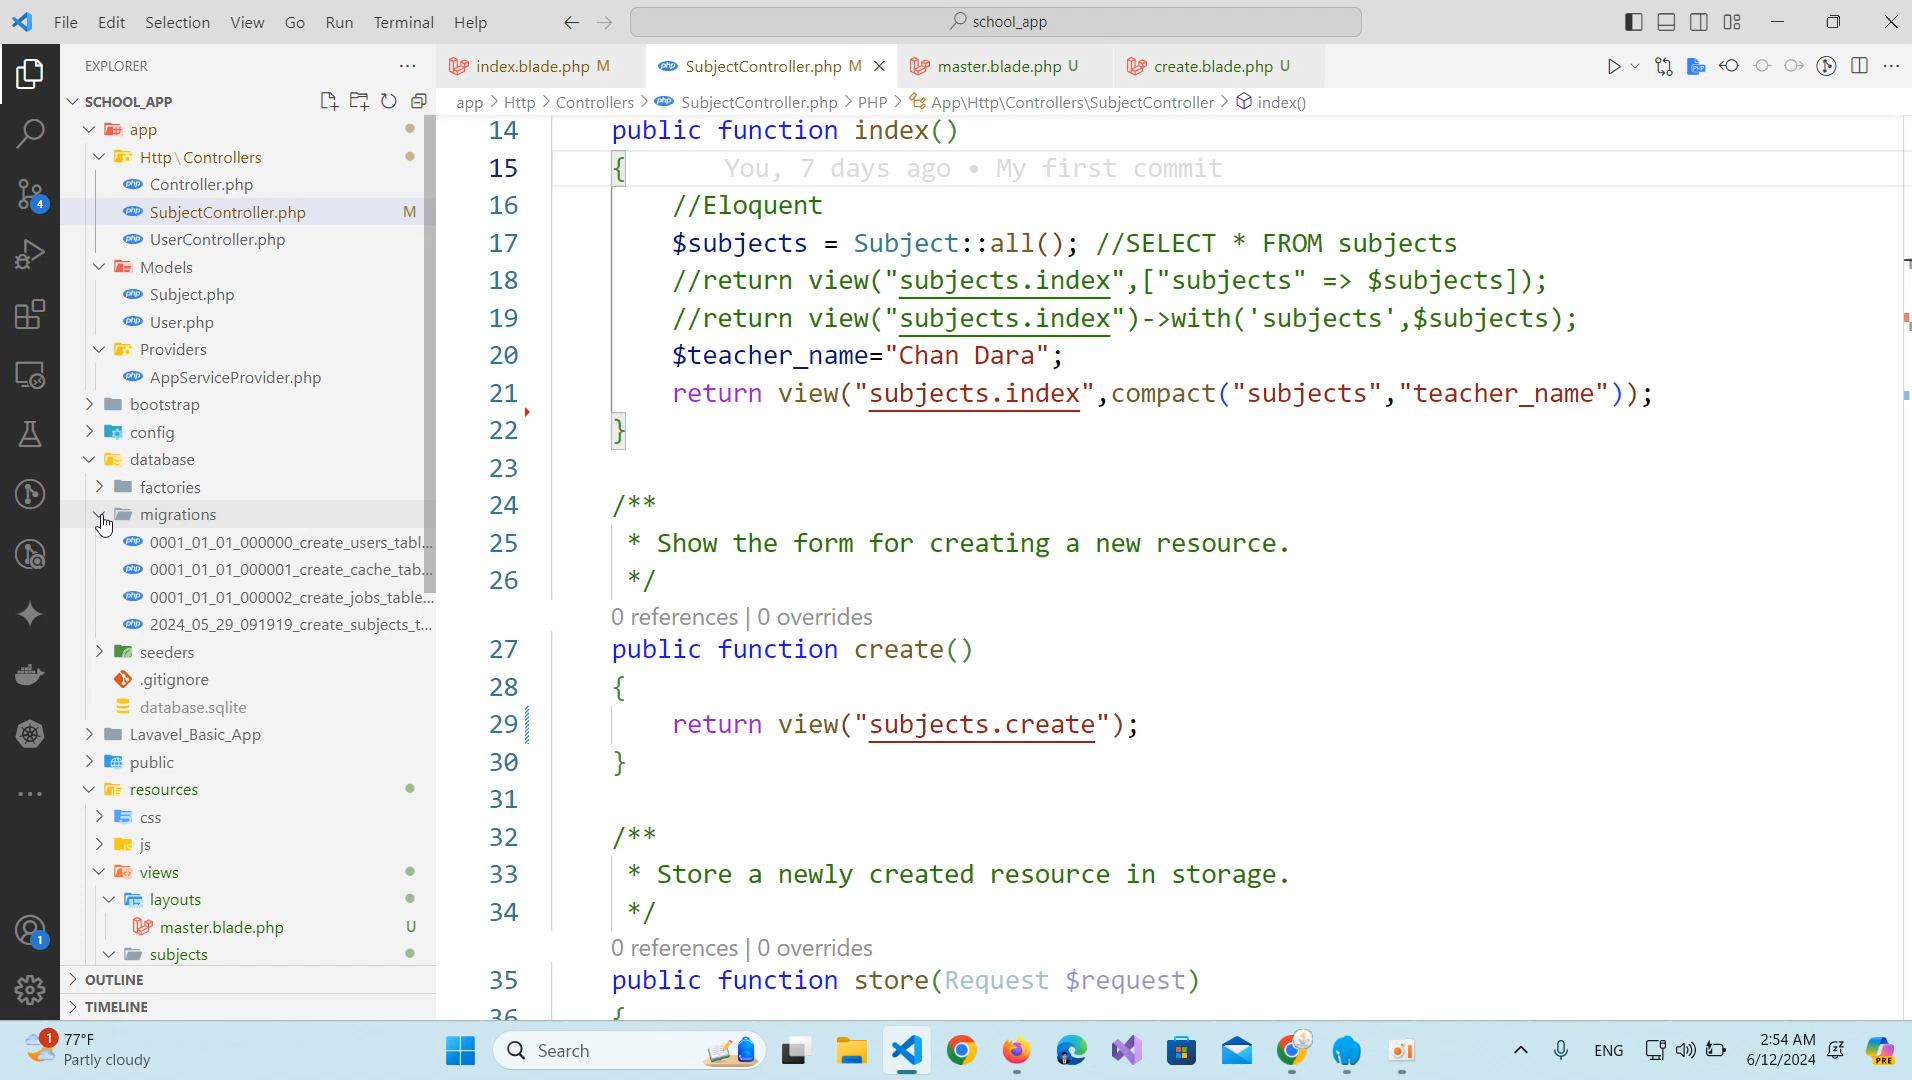 File Edit Selection View Go Run Terminal Help
school_app
EXPLORER
SCHOOL_APP
app
Http \ Controllers
Controller.php
SubjectController.php M
UserController.php
Models
Subject.php
User.php
Providers
AppServiceProvider.php
bootstrap
config
database
factories
migrations
0001_01_01_000000_create_users_tabl...
0001_01_01_000001_create_cache_tab...
0001_01_01_000002_create_jobs_table...
2024_05_29_091919_create_subjects_t...
seeders
.gitignore
database.sqlite
Lavavel_Basic_App
public
resources
css
js
views
layouts
master.blade.php U
subjects
OUTLINE
TIMELINE
4
1
index.blade.php M SubjectController.php M master.blade.php U create.blade.php U
app > Http > Controllers > SubjectController.php > PHP > App\Http\Controllers\SubjectController > index()
14 public function index()
15 { You, 7 days ago • My first commit
16 //Eloquent
17 $subjects = Subject::all(); //SELECT * FROM subjects
18 //return view("subjects.index",["subjects" => $subjects]);
19 //return view("subjects.index")->with('subjects',$subjects);
20 $teacher_name="Chan Dara";
21 return view("subjects.index",compact("subjects","teacher_name"));
22 }
23
24 /**
25 * Show the form for creating a new resource.
26 */
0 references | 0 overrides
27 public function create()
28 {
29 return view("subjects.create");
30 }
31
32 /**
33 * Store a newly created resource in storage.
34 */
0 references | 0 overrides
35 public function store(Request $request)
36 {
1
77°F
Partly cloudy
Search
ENG
2:54 AM
6/12/2024
PRE